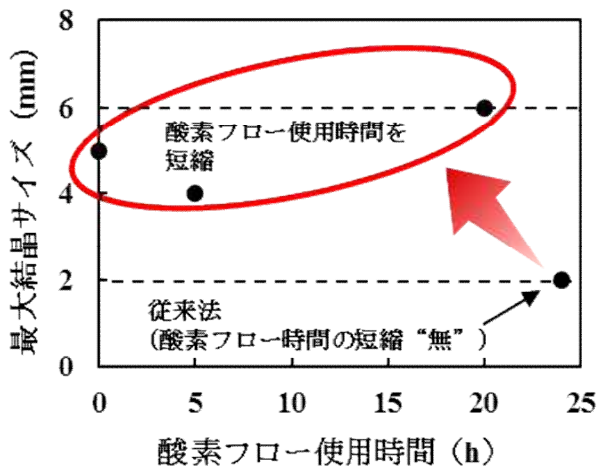 最大結晶サイズ（mm）
8
6
4
2
0
酸素フロー使用時間を
短縮
従来法
（酸素フロー時間の短縮“無”）
0 5 10 15 20 25
酸素フロー使用時間（h）